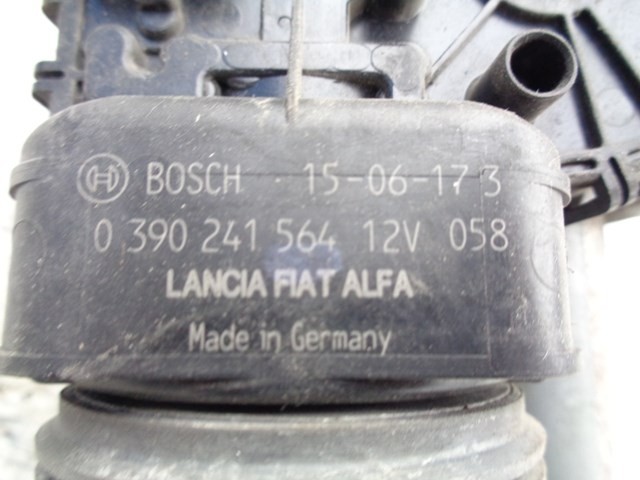 BOSCH 15-06-17 3
0 390 241 564 12V 058
LANCIA FIAT ALFA
Made in Germany